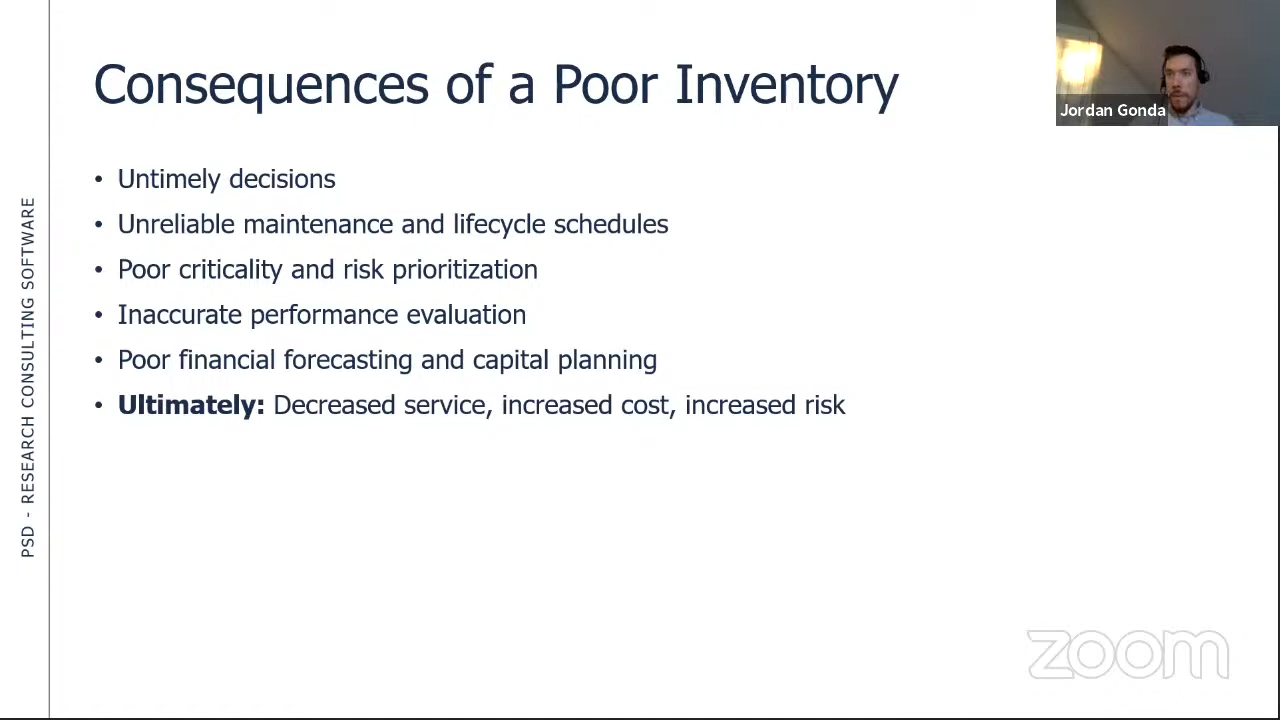 Consequences of a Poor Inventory
Jordan Gonda
• Untimely decisions
• Unreliable maintenance and lifecycle schedules
• Poor criticality and risk prioritization
• Inaccurate performance evaluation
• Poor financial forecasting and capital planning
• Ultimately: Decreased service, increased cost, increased risk
PSD - RESEARCH CONSULTING SOFTWARE
zoom